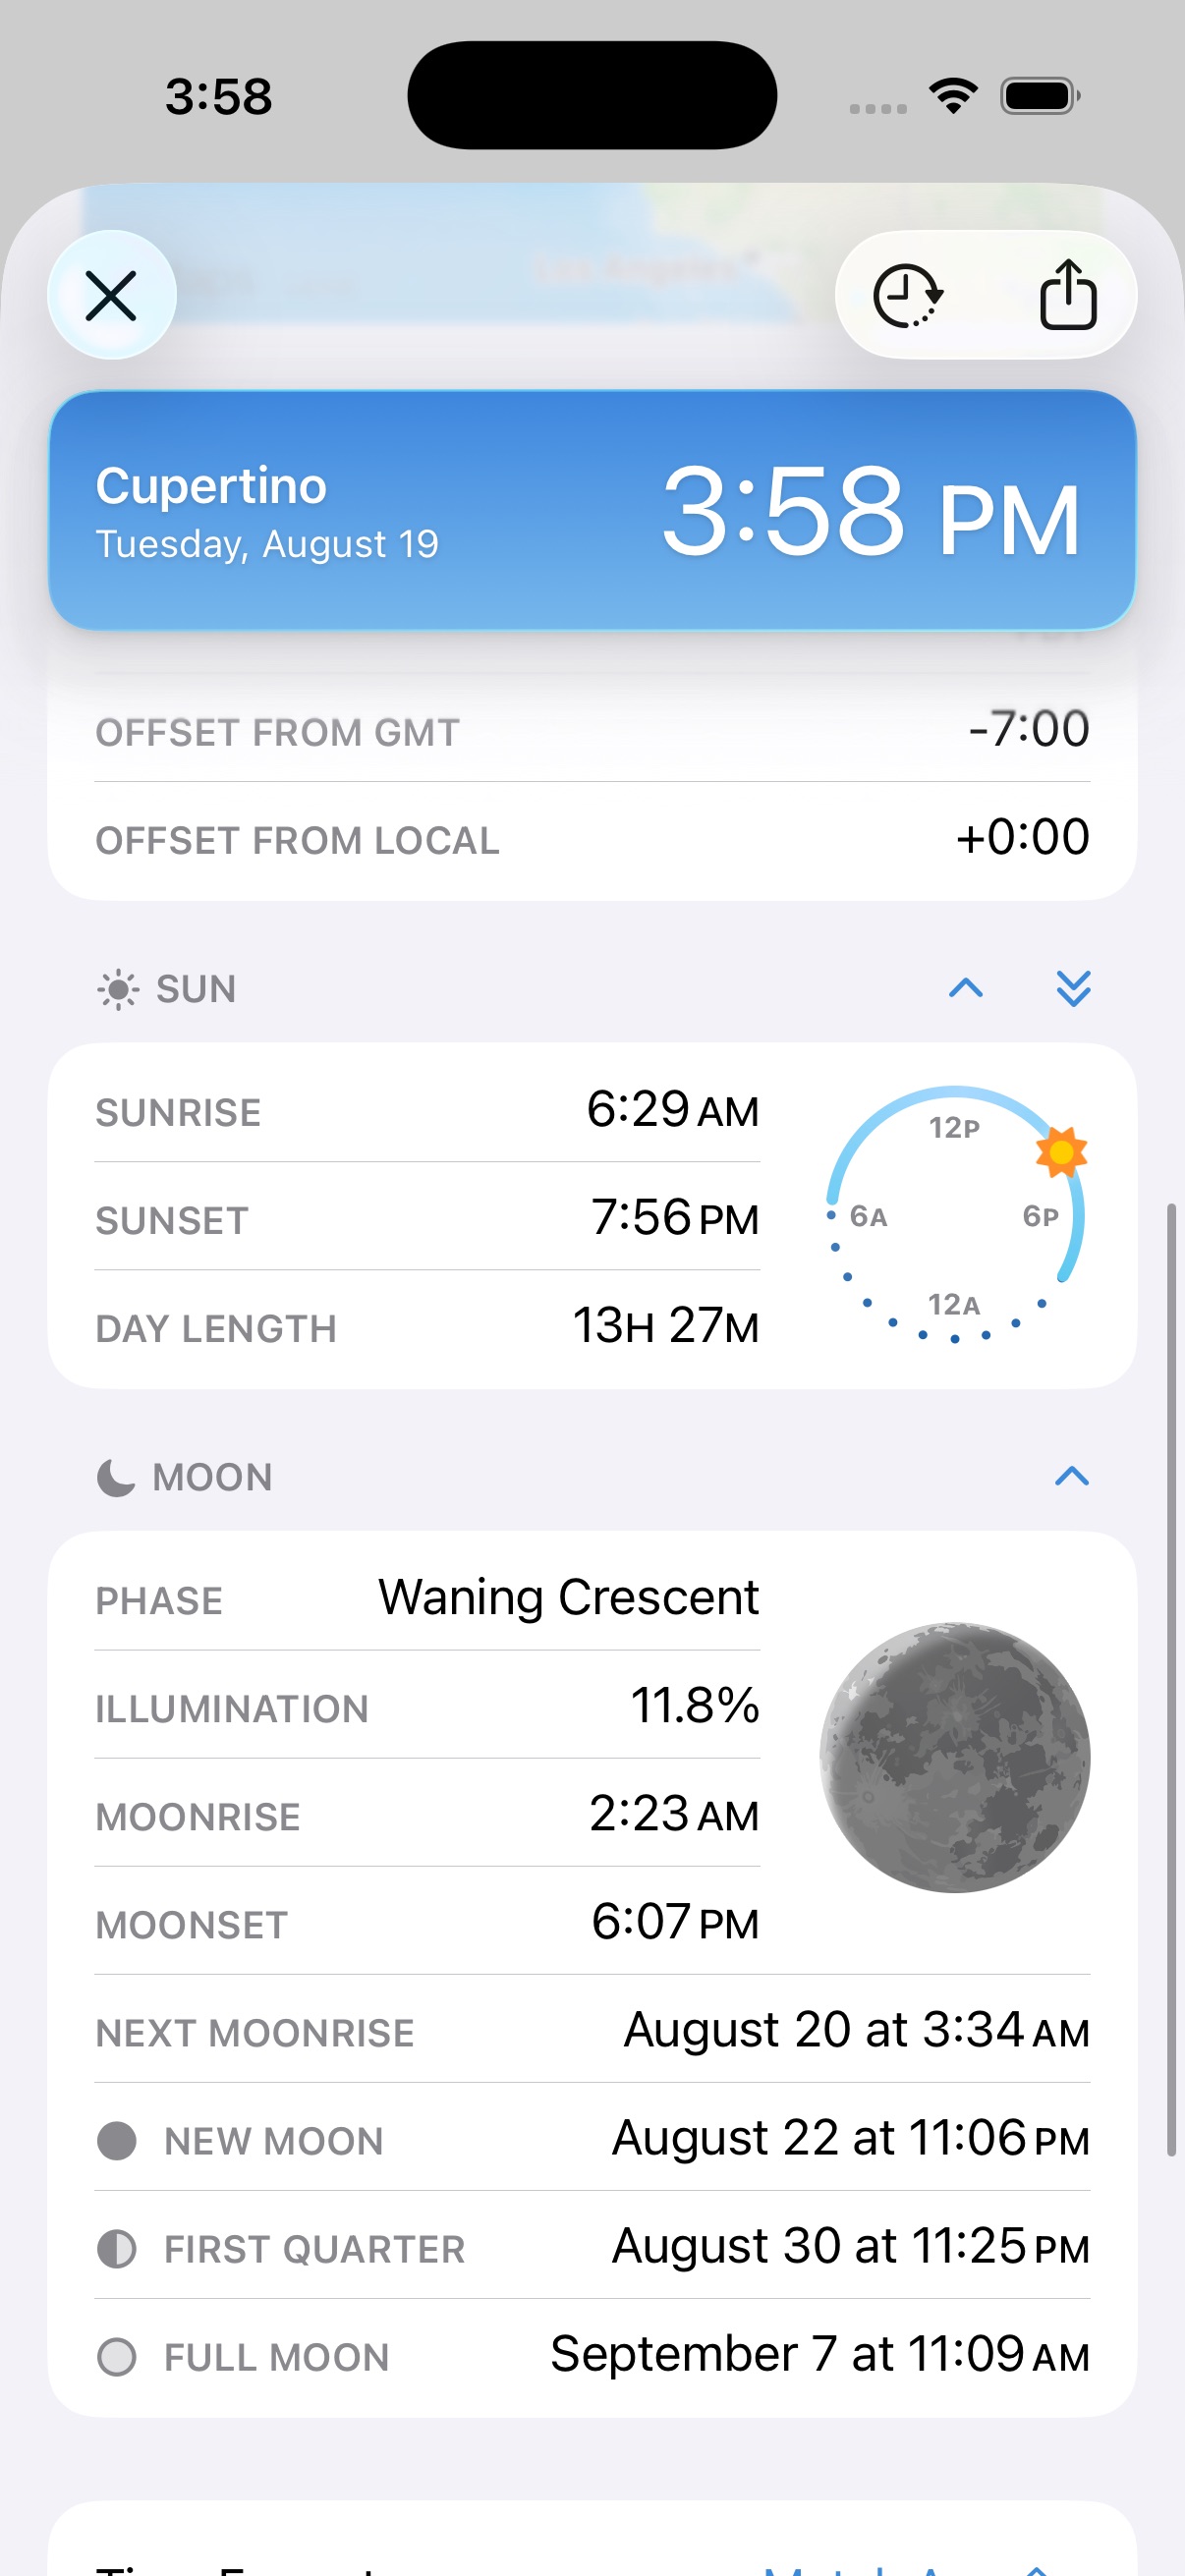 3:58
Cupertino
Tuesday, August 19
3:58 PM
OFFSET FROM GMT -7:00
OFFSET FROM LOCAL +0:00
SUN
SUNRISE 6:29 AM
SUNSET 7:56 PM
DAY LENGTH 13H 27M
12P
6A 6P
12A
MOON
PHASE Waning Crescent
ILLUMINATION 11.8%
MOONRISE 2:23 AM
MOONSET 6:07 PM
NEXT MOONRISE August 20 at 3:34 AM
NEW MOON August 22 at 11:06 PM
FIRST QUARTER August 30 at 11:25 PM
FULL MOON September 7 at 11:09 AM